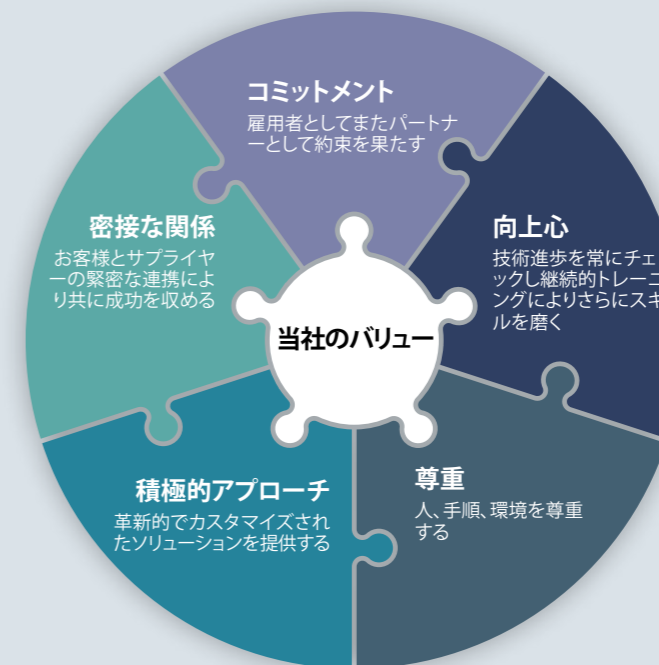 コミットメント
雇用者としてまたパートナ
ーとして約束を果たす
向上心
技術進歩を常にチェ
ックし継続的トレーニ
ングによりさらにスキ
ルを磨く
尊重
人、手順、環境を尊重
する
積極的アプローチ
革新的でカスタマイズされ
たソリューションを提供する
密接な関係
お客様とサプライヤ
ーの緊密な連携によ
り共に成功を収める
当社のバリュー